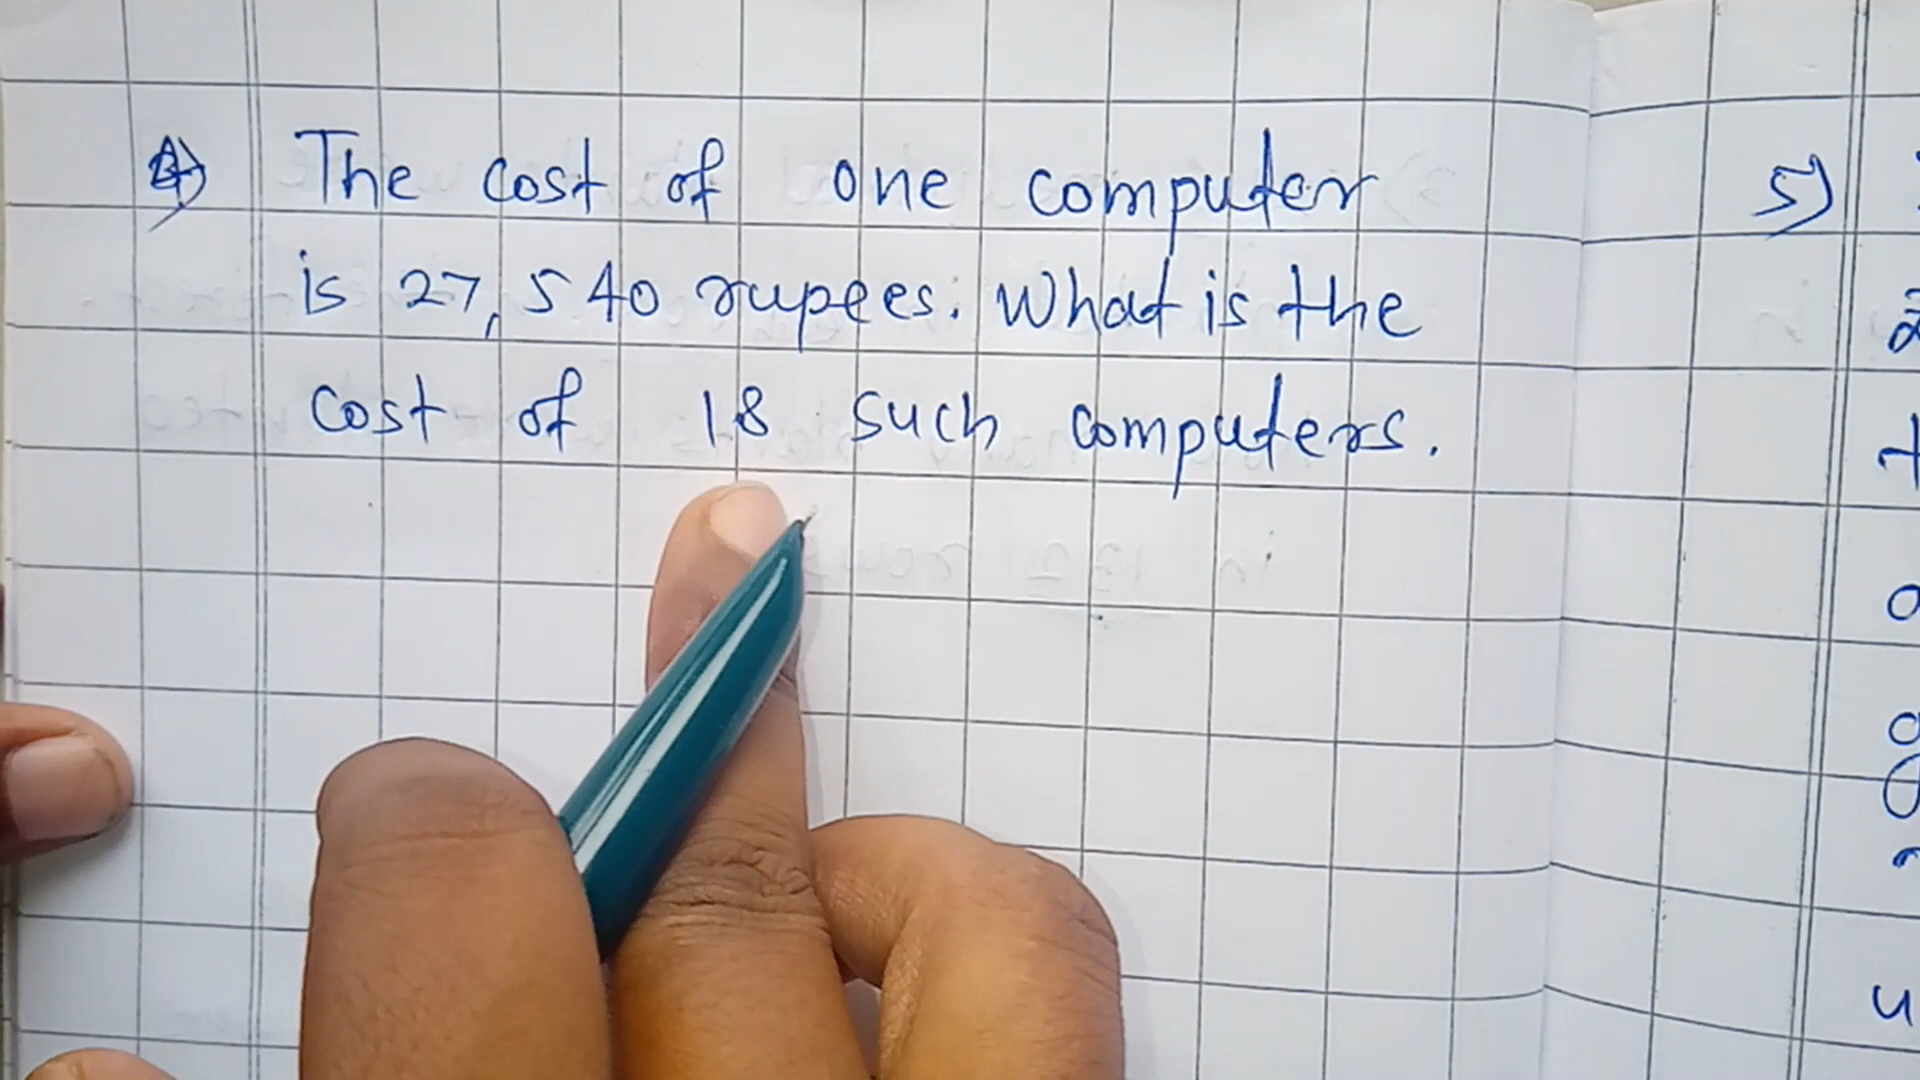 4) The cost of one computer
is 27,540 rupees. What is the
cost of 18 such computers.
5)